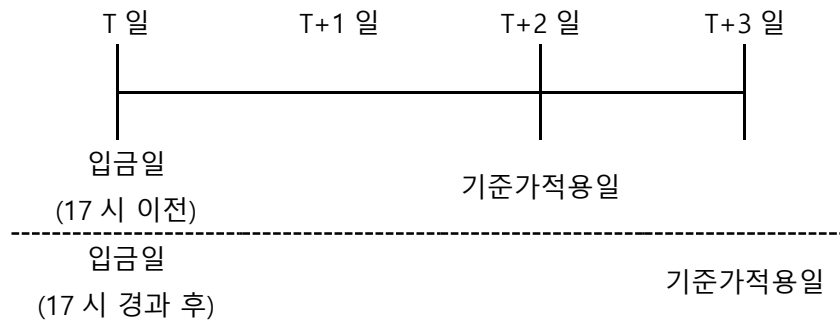 T 일 T+1 일 T+2 일 T+3 일
입금일
(17 시 이전)
기준가적용일
입금일
(17 시 경과 후)
기준가적용일